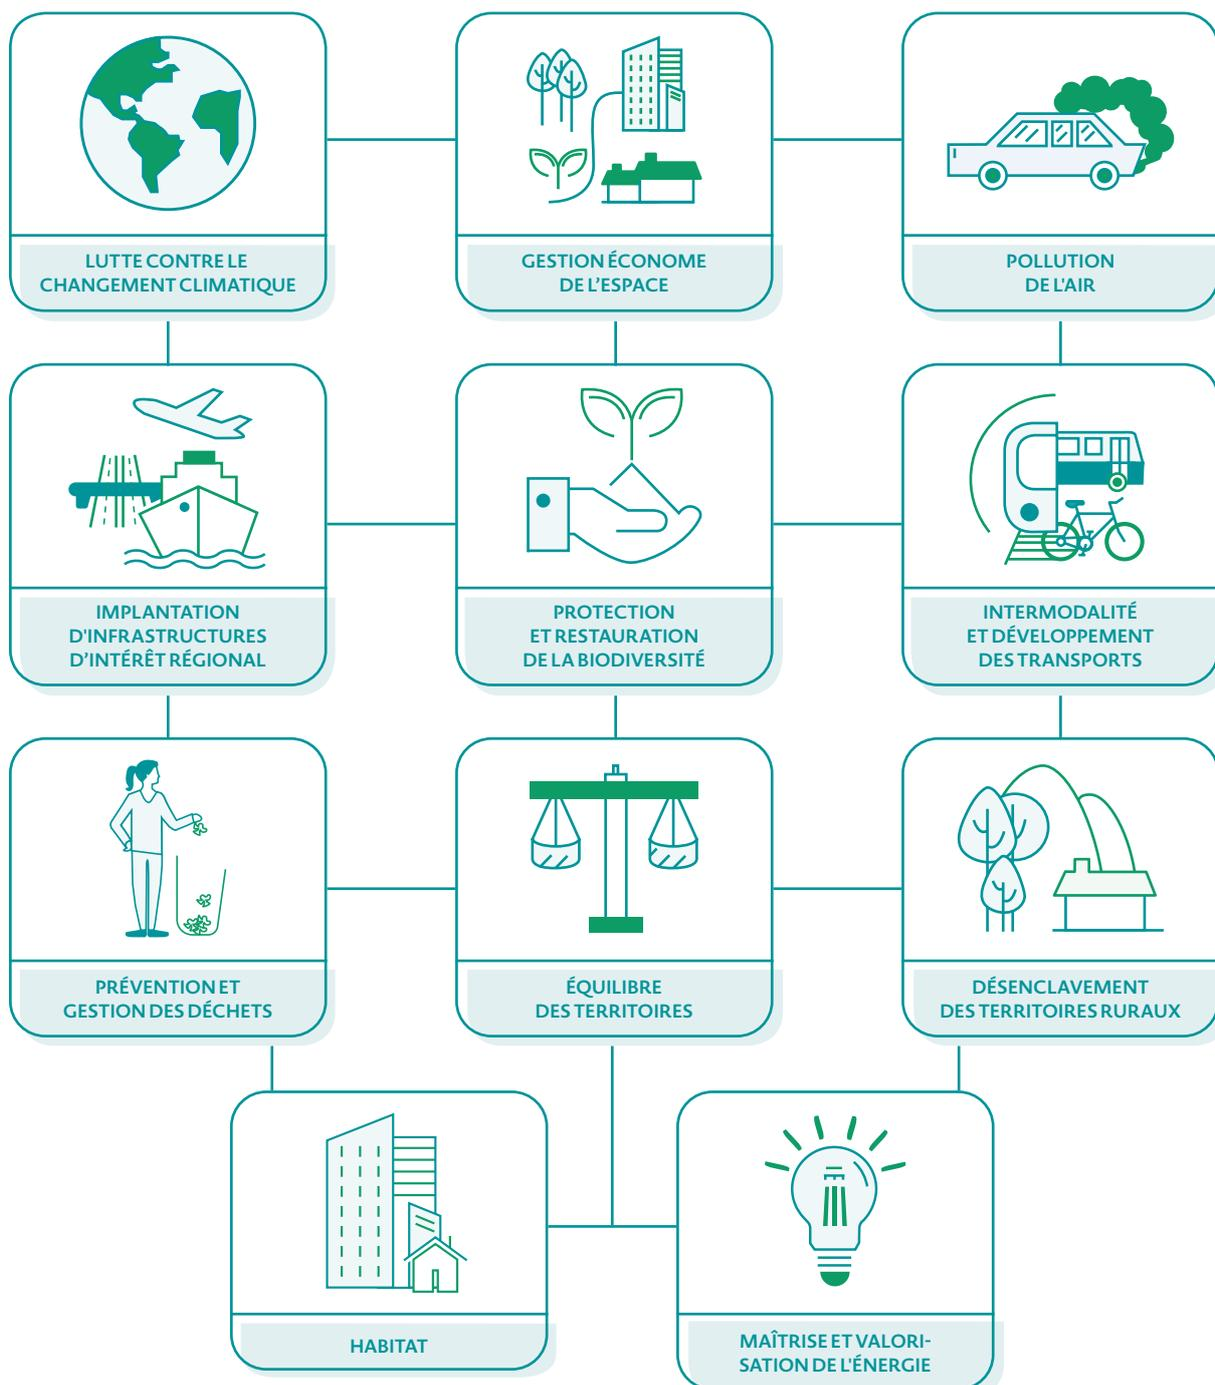 LUTTE CONTRE LE
CHANGEMENT CLIMATIQUE
GESTION ÉCONOME
DE L’ESPACE
POLLUTION
DE L'AIR
IMPLANTATION
D'INFRASTRUCTURES
D’INTÉRÊT RÉGIONAL
PROTECTION
ET RESTAURATION
DE LA BIODIVERSITÉ
INTERMODALITÉ
ET DÉVELOPPEMENT
DES TRANSPORTS
PRÉVENTION ET
GESTION DES DÉCHETS
ÉQUILIBRE
DES TERRITOIRES
DÉSENCLAVEMENT
DES TERRITOIRES RURAUX
HABITAT
MAÎTRISE ET VALORI-
SATION DE L'ÉNERGIE